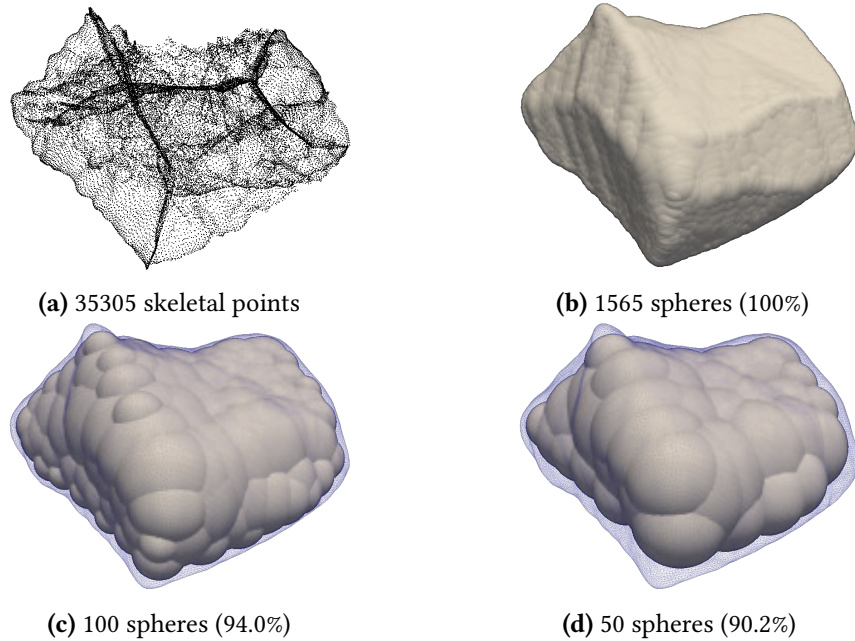 (a) 35305 skeletal points
(b) 1565 spheres (100%)
(c) 100 spheres (94.0%)
(d) 50 spheres (90.2%)